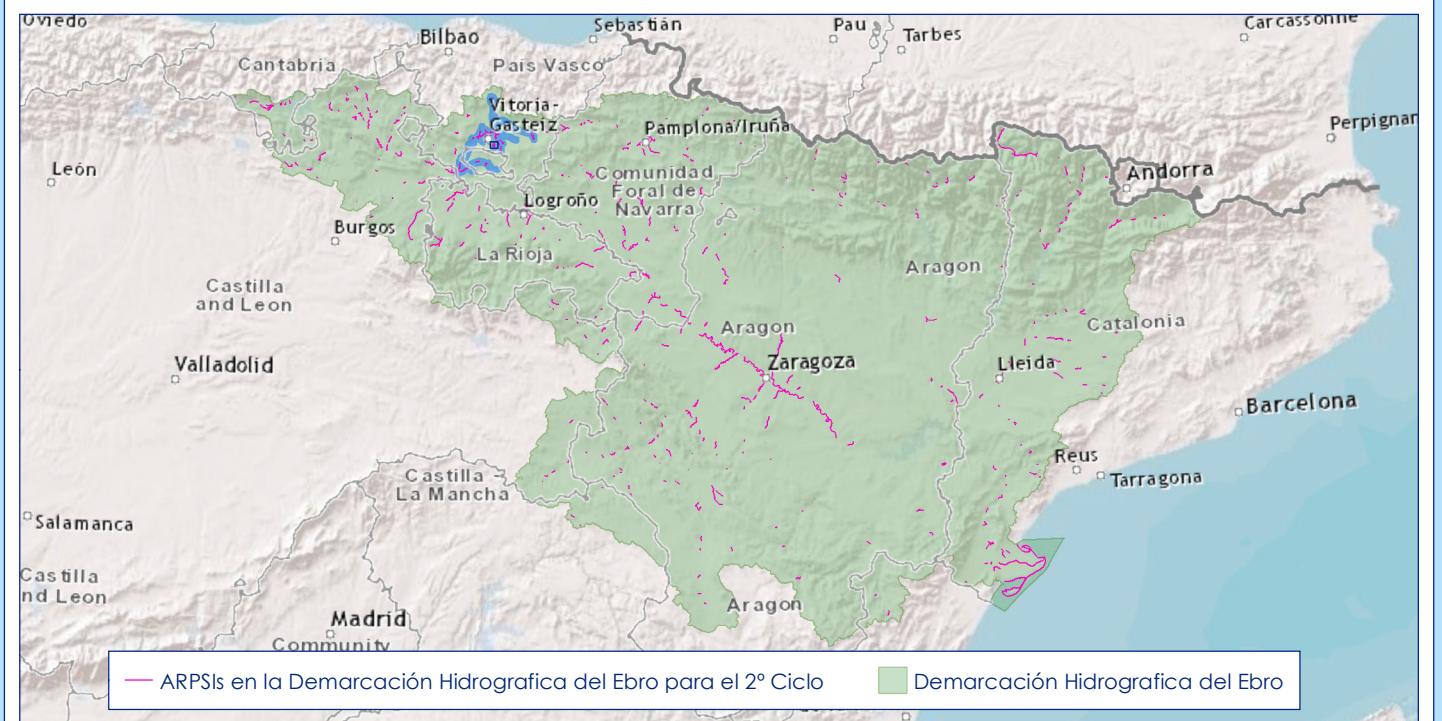 Oviedo
Sebastián
Pau
Carcassonne
Bilbao
Tarbes
Cantabria
País Vasco
Vitoria-
Gasteiz
Pamplona/Iruña
Perpignan
León
Andorra
Comunidad
Foral de
Navarra
Logroño
Burgos
La Rioja
Aragon
Castilla
and Leon
Aragon
Catalonia
Valladolid
Zaragoza
Lleida
Barcelona
Reus
Castilla
La Mancha
Tarragona
Salamanca
Castilla
nd Leon
Aragon
Madrid
Community
ARPSIs en la Demarcación Hidrografica del Ebro para el 2º Ciclo
Demarcación Hidrografica del Ebro